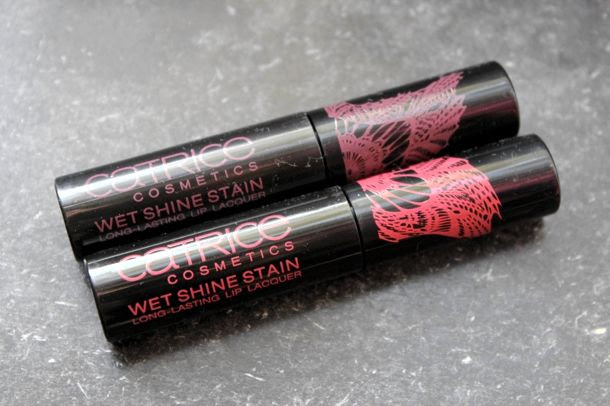 CATRICE
COSMETICS
WET SHINE STAIN
LONG-LASTING LIP LACQUER
CATRICE
COSMETICS
WET SHINE STAIN
LONG-LASTING LIP LACQUER